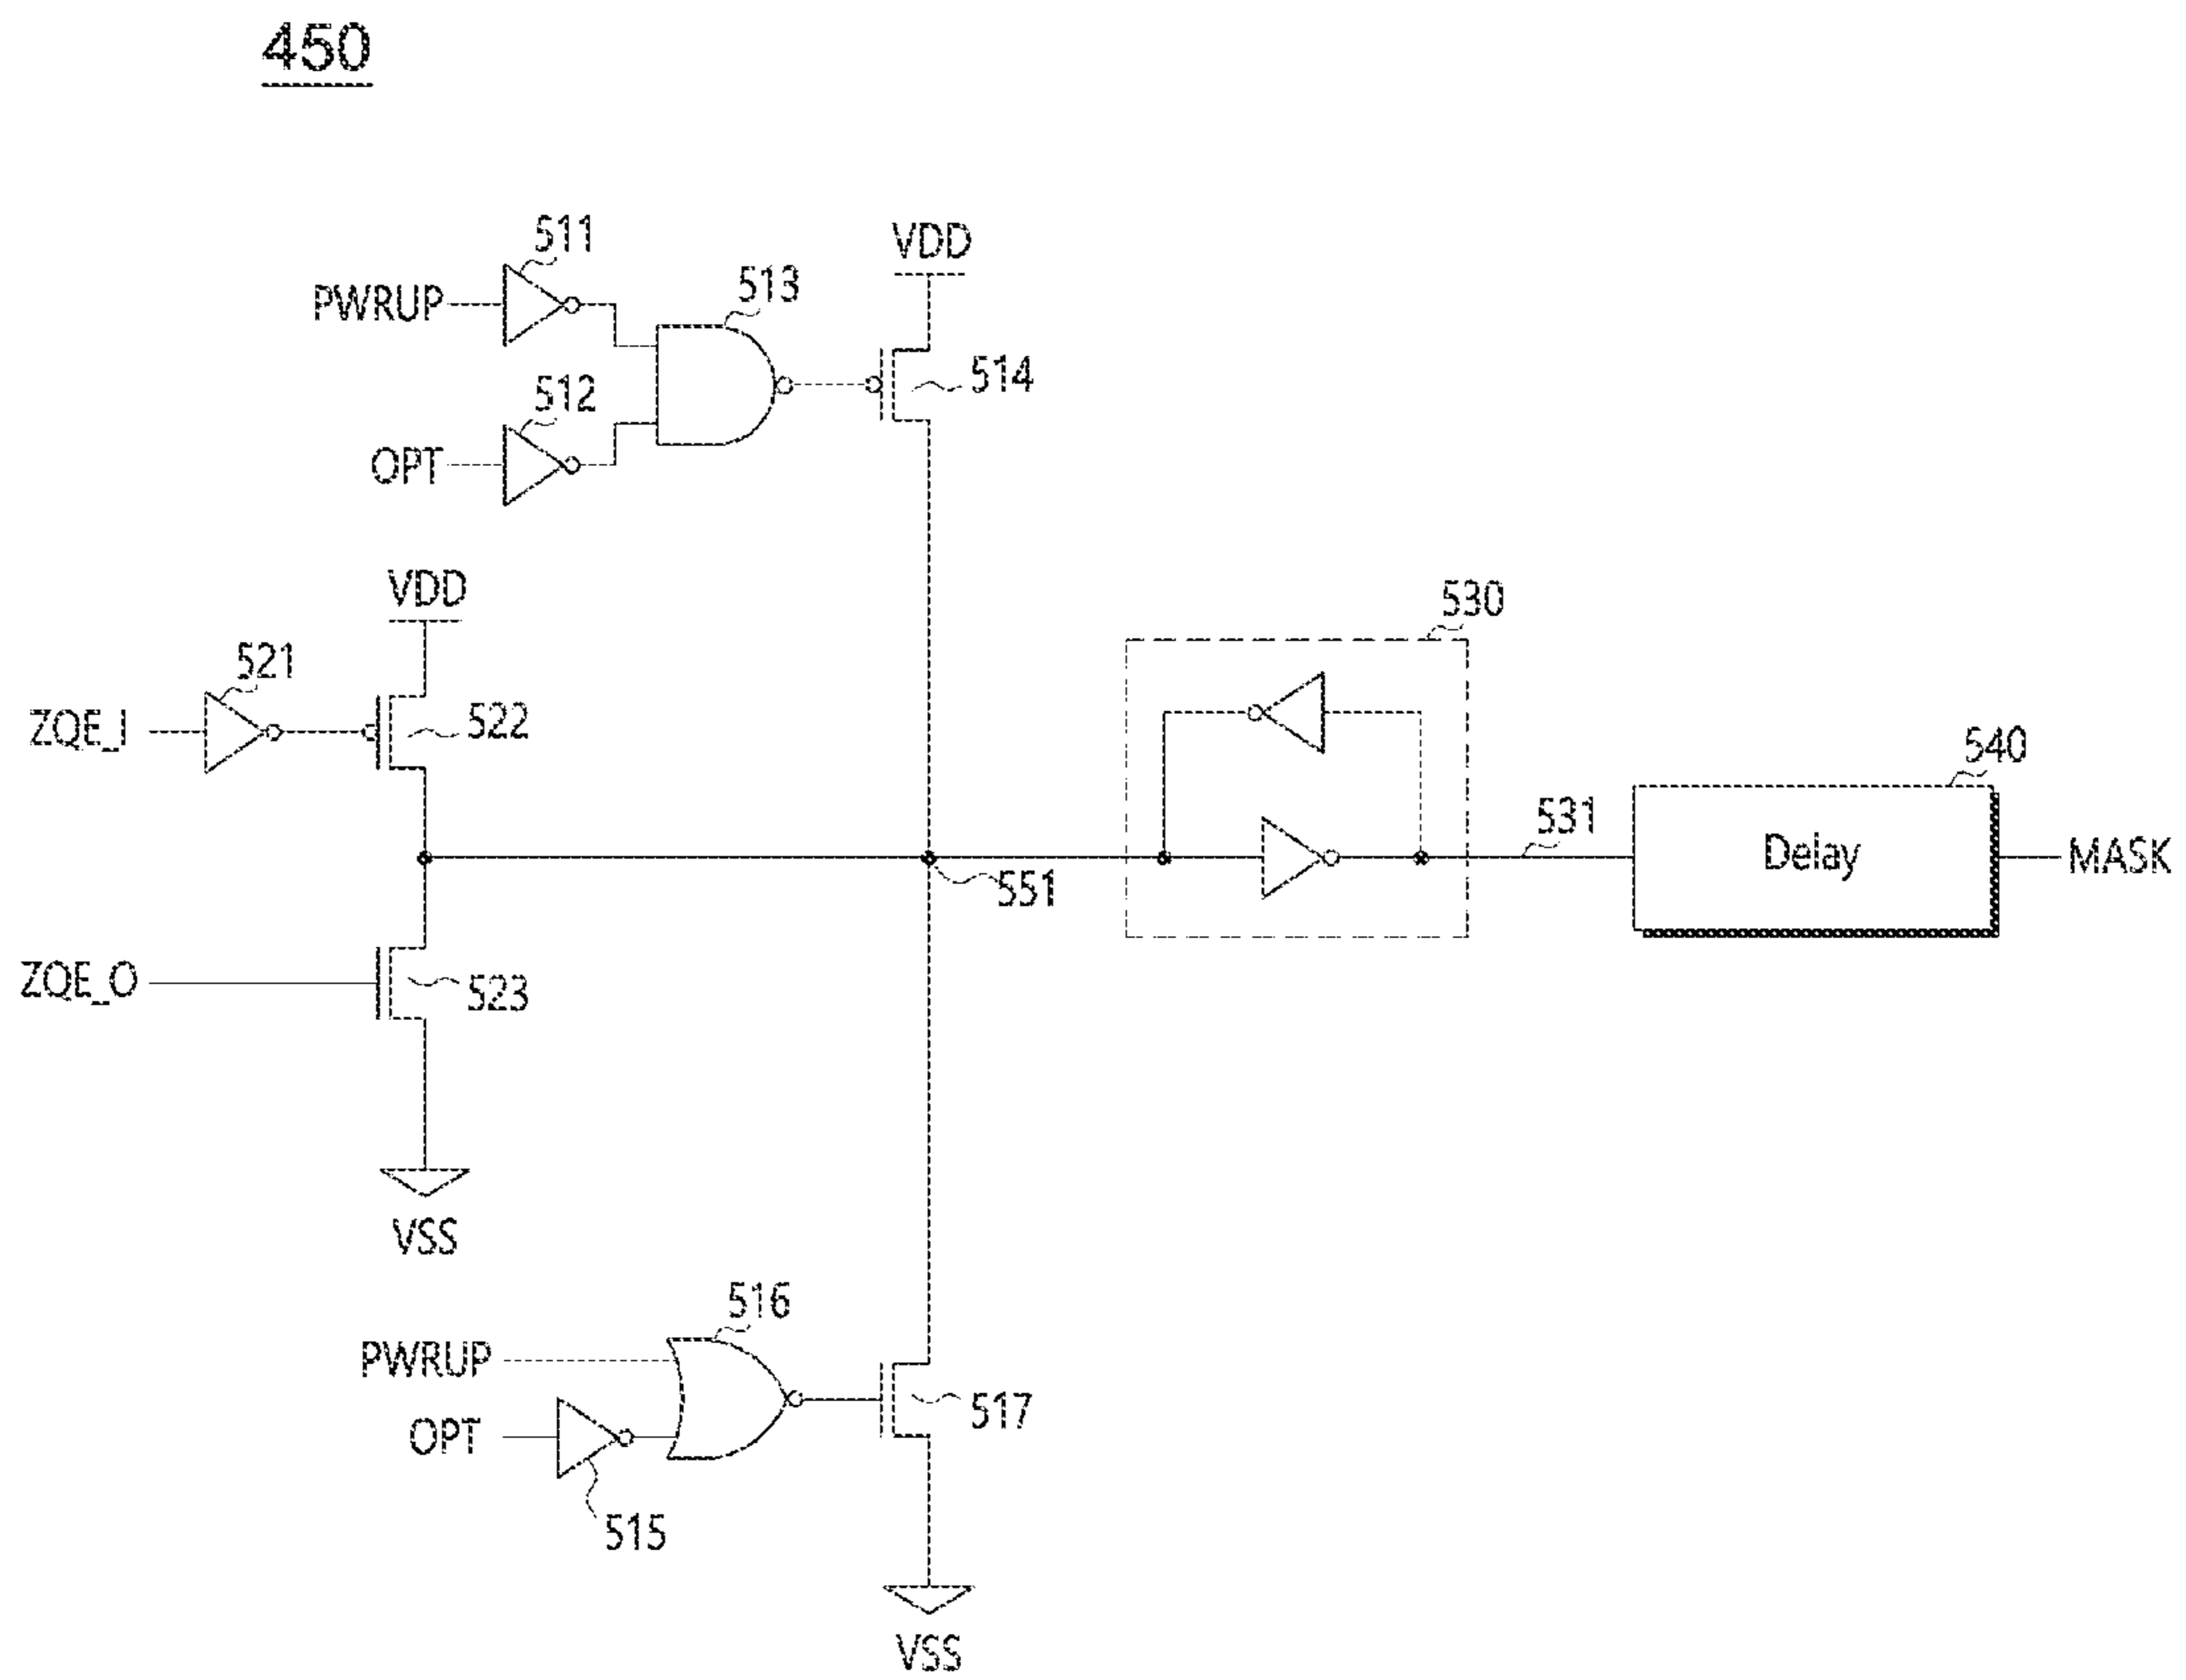 450
511
VDD
513
PWRUP
514
512
OPT
VDD
530
521
ZQE_I
522
540
531
Delay
MASK
551
ZQE_O
523
VSS
516
PWRUP
517
OPT
515
VSS